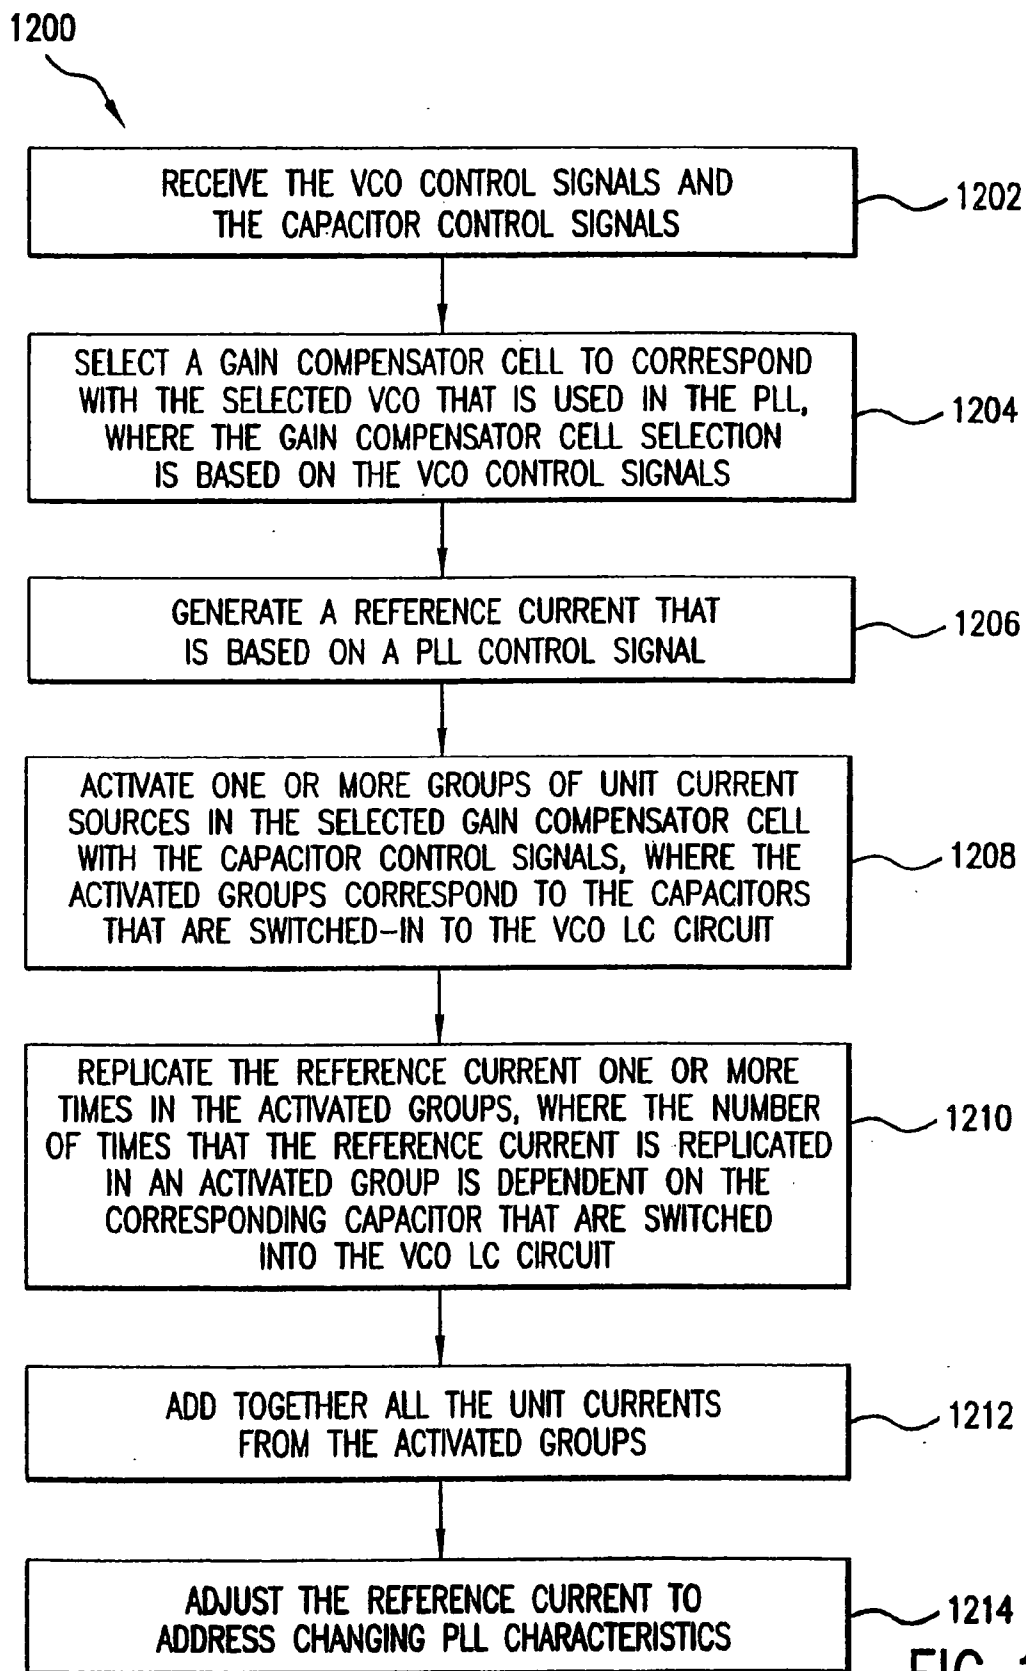 1200
RECEIVE THE VCO CONTROL SIGNALS AND
THE CAPACITOR CONTROL SIGNALS
1202
SELECT A GAIN COMPENSATOR CELL TO CORRESPOND
WITH THE SELECTED VCO THAT IS USED IN THE PLL,
WHERE THE GAIN COMPENSATOR CELL SELECTION
IS BASED ON THE VCO CONTROL SIGNALS
1204
GENERATE A REFERENCE CURRENT THAT
IS BASED ON A PLL CONTROL SIGNAL
1206
ACTIVATE ONE OR MORE GROUPS OF UNIT CURRENT
SOURCES IN THE SELECTED GAIN COMPENSATOR CELL
WITH THE CAPACITOR CONTROL SIGNALS, WHERE THE
ACTIVATED GROUPS CORRESPOND TO THE CAPACITORS
THAT ARE SWITCHED-IN TO THE VCO LC CIRCUIT
1208
REPLICATE THE REFERENCE CURRENT ONE OR MORE
TIMES IN THE ACTIVATED GROUPS, WHERE THE NUMBER
OF TIMES THAT THE REFERENCE CURRENT IS REPLICATED
IN AN ACTIVATED GROUP IS DEPENDENT ON THE
CORRESPONDING CAPACITOR THAT ARE SWITCHED
INTO THE VCO LC CIRCUIT
1210
ADD TOGETHER ALL THE UNIT CURRENTS
FROM THE ACTIVATED GROUPS
1212
ADJUST THE REFERENCE CURRENT TO
ADDRESS CHANGING PLL CHARACTERISTICS
1214
FIG.